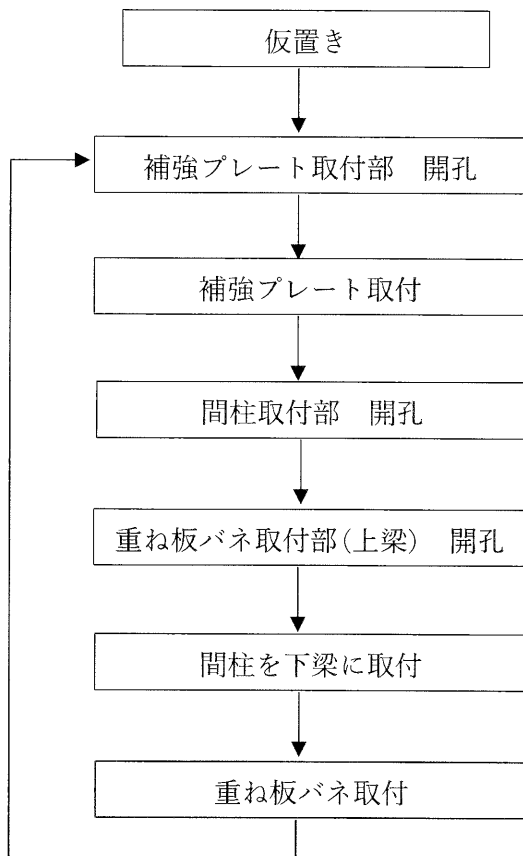 仮置き
補強プレート取付部　開孔
補強プレート取付
間柱取付部　開孔
重ね板バネ取付部(上梁)　開孔
間柱を下梁に取付
重ね板バネ取付